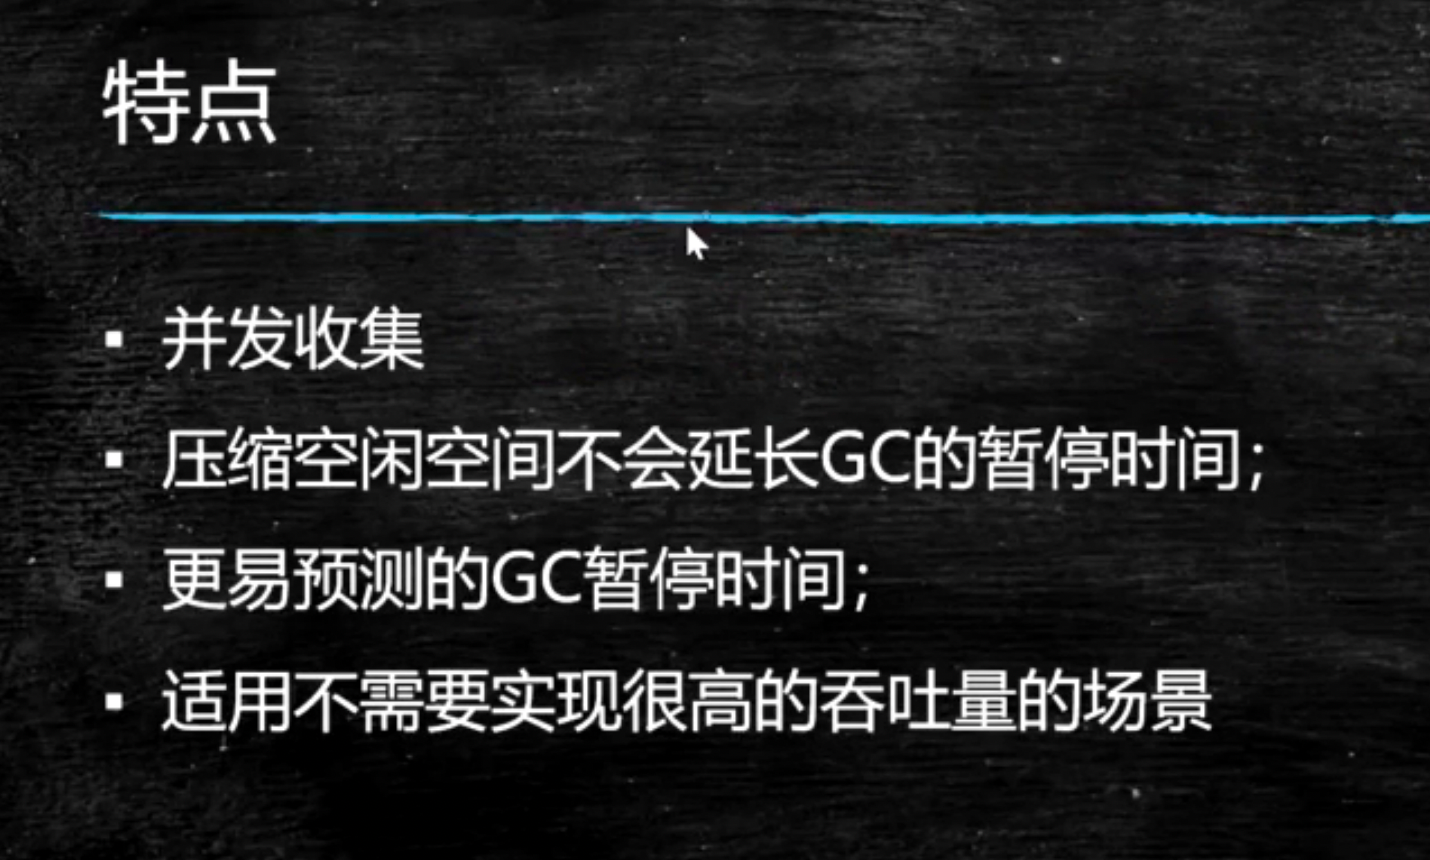 特点
▪ 并发收集
▪ 压缩空闲空间不会延长GC的暂停时间；
▪ 更易预测的GC暂停时间；
▪ 适用不需要实现很高的吞吐量的场景